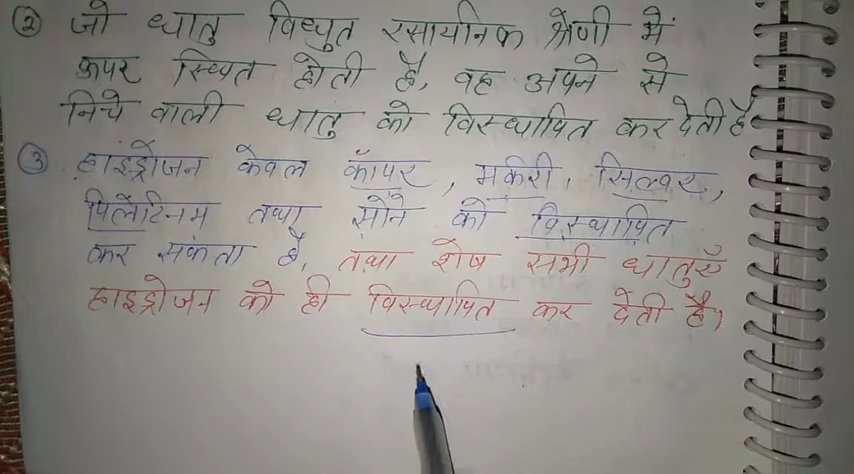 ② जो धातु विधुत रसायनिक श्रेणी में
ऊपर स्थित होती है, वह अपने से
निचे वाली धातु को विस्थापित कर देती है
③ हाइड्रोजन केवल कॉपर, मर्करी, सिल्वर,
पिलेटिनम तथा सोने को विस्थापित
कर सकता है, तथा शेष सभी धातुएँ
हाइड्रोजन को ही विस्थापित कर देती है।